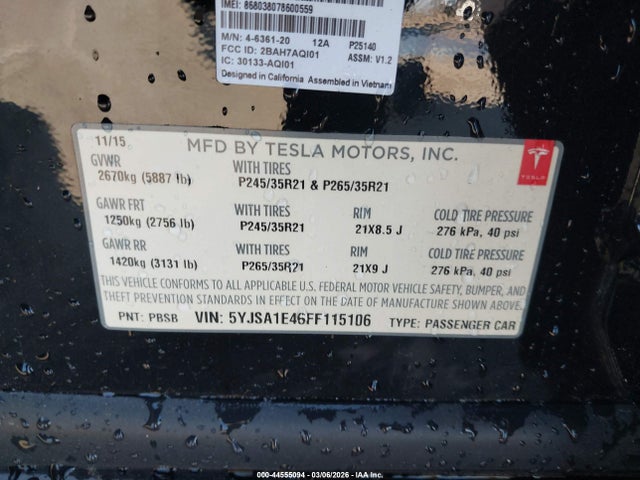 IMEI: 868038078600559
M/N: 4-6361-20 12A P25140
FCC ID: 2BAH7AQI01
IC: 30133-AQI01 ASSM: V1.2
Designed in California Assembled in Vietnam
11/15 MFD BY TESLA MOTORS, INC.
TESLA
GVWR WITH TIRES
2670kg (5887 lb) P245/35R21 & P265/35R21
GAWR FRT WITH TIRES RIM COLD TIRE PRESSURE
1250kg (2756 lb) P245/35R21 21X8.5 J 276 kPa, 40 psi
GAWR RR WITH TIRES RIM COLD TIRE PRESSURE
1420kg (3131 lb) P265/35R21 21X9 J 276 kPa, 40 psi
THIS VEHICLE CONFORMS TO ALL APPLICABLE U.S. FEDERAL MOTOR VEHICLE SAFETY, BUMPER, AND
THEFT PREVENTION STANDARDS IN EFFECT ON THE DATE OF MANUFACTURE SHOWN ABOVE.
PNT: PBSB VIN: 5YJSA1E46FF115106 TYPE: PASSENGER CAR
000-44555094 03/06/2026 IAA Inc.